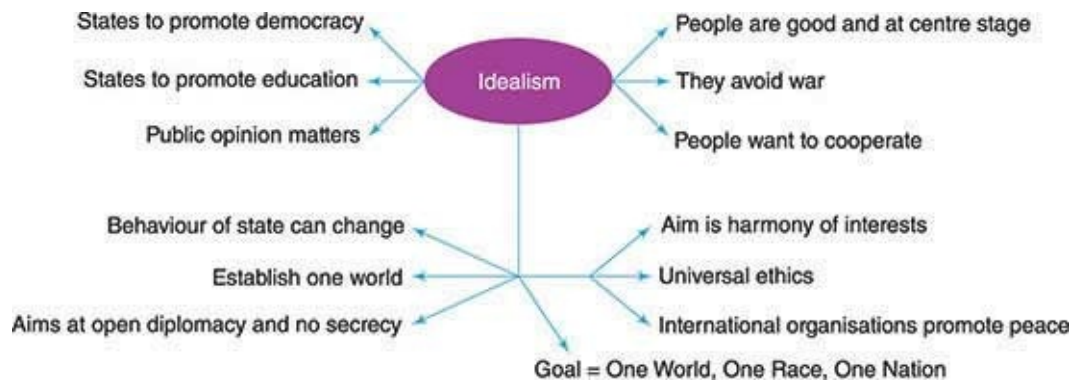 States to promote democracy
States to promote education
Public opinion matters
Idealism
People are good and at centre stage
They avoid war
People want to cooperate
Behaviour of state can change
Establish one world
Aims at open diplomacy and no secrecy
Aim is harmony of interests
Universal ethics
International organisations promote peace
Goal = One World, One Race, One Nation